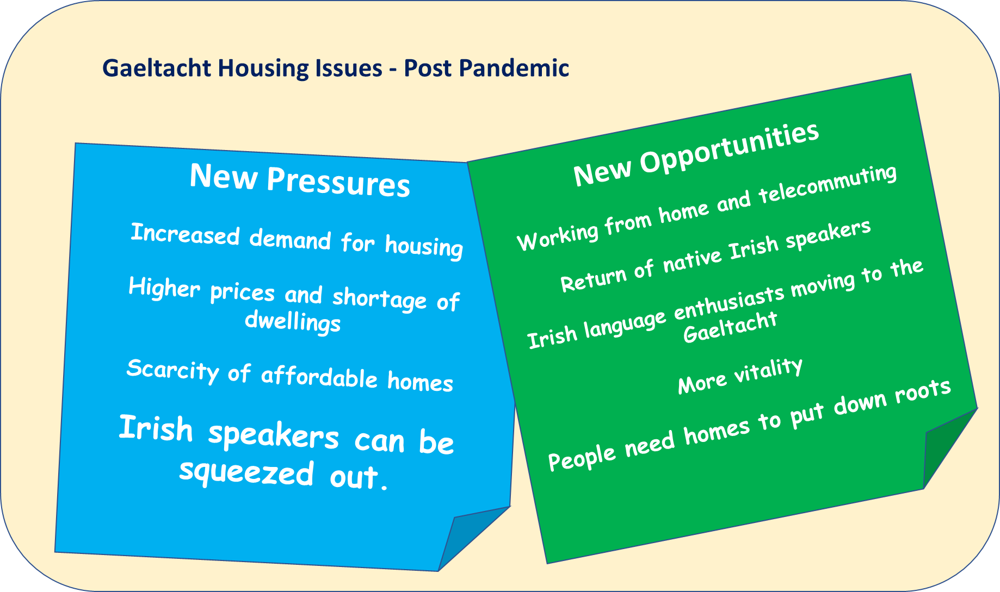 Gaeltacht Housing Issues - Post Pandemic
New Pressures
Increased demand for housing
Higher prices and shortage of
dwellings
Scarcity of affordable homes
Irish speakers can be
squeezed out.
New Opportunities
Working from home and telecommuting
Return of native Irish speakers
Irish language enthusiasts moving to the
Gaeltacht
More vitality
People need homes to put down roots